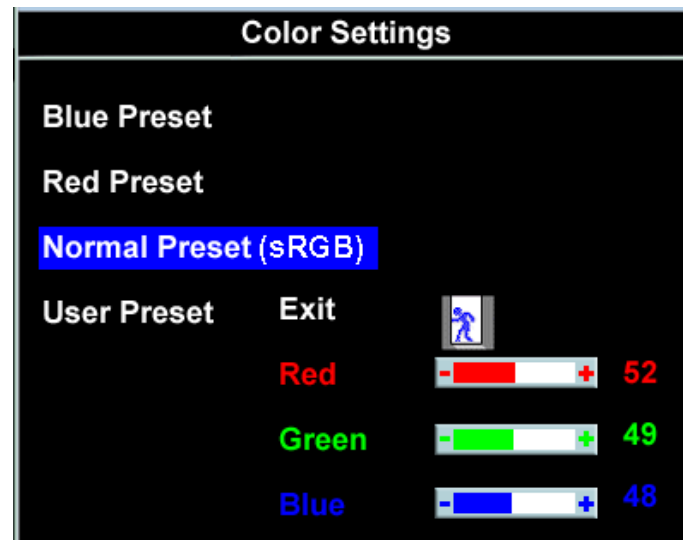 Color Settings
Blue Preset
Red Preset
Normal Preset (sRGB)
User Preset Exit
Red - + 52
Green - + 49
Blue - + 48